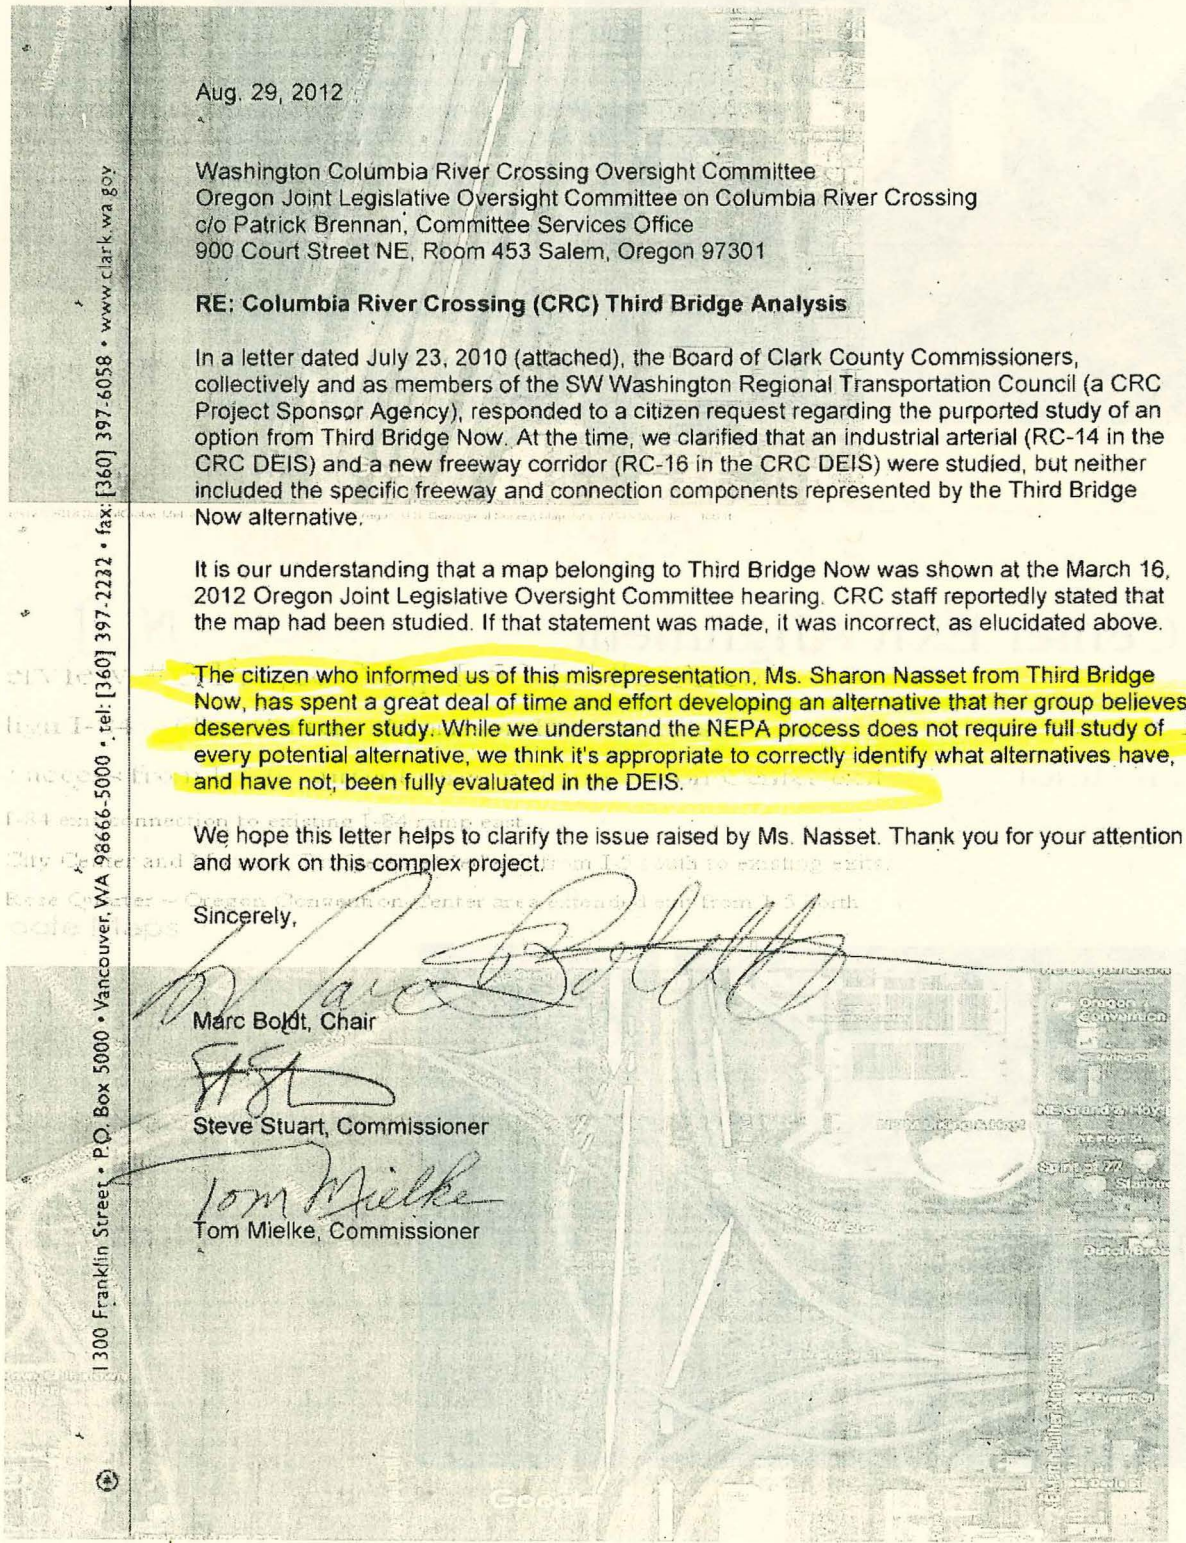 Aug. 29, 2012
Washington Columbia River Crossing Oversight Committee
Oregon Joint Legislative Oversight Committee on Columbia River Crossing
c/o Patrick Brennan, Committee Services Office
900 Court Street NE, Room 453 Salem, Oregon 97301
RE: Columbia River Crossing (CRC) Third Bridge Analysis
In a letter dated July 23, 2010 (attached), the Board of Clark County Commissioners,
collectively and as members of the SW Washington Regional Transportation Council (a CRC
Project Sponsor Agency), responded to a citizen request regarding the purported study of an
option from Third Bridge Now. At the time, we clarified that an industrial arterial (RC-14 in the
CRC DEIS) and a new freeway corridor (RC-16 in the CRC DEIS) were studied, but neither
included the specific freeway and connection components represented by the Third Bridge
Now alternative.
It is our understanding that a map belonging to Third Bridge Now was shown at the March 16,
2012 Oregon Joint Legislative Oversight Committee hearing. CRC staff reportedly stated that
the map had been studied. If that statement was made, it was incorrect, as elucidated above.
The citizen who informed us of this misrepresentation, Ms. Sharon Nasset from Third Bridge
Now, has spent a great deal of time and effort developing an alternative that her group believes
deserves further study. While we understand the NEPA process does not require full study of
every potential alternative, we think it's appropriate to correctly identify what alternatives have,
and have not, been fully evaluated in the DEIS.
We hope this letter helps to clarify the issue raised by Ms. Nasset. Thank you for your attention
and work on this complex project.
Sincerely,
Marc Boldt
Marc Boldt, Chair
Steve Stuart, Commissioner
Tom Mielke
Tom Mielke, Commissioner
1300 Franklin Street • P.O. Box 5000 • Vancouver, WA 98666-5000 • tel: [360] 397-2232 • fax: [360] 397-6058 • www.clark.wa.gov
I-84 exit connection to existing I-84 ramp east
Oregon Convention
Google